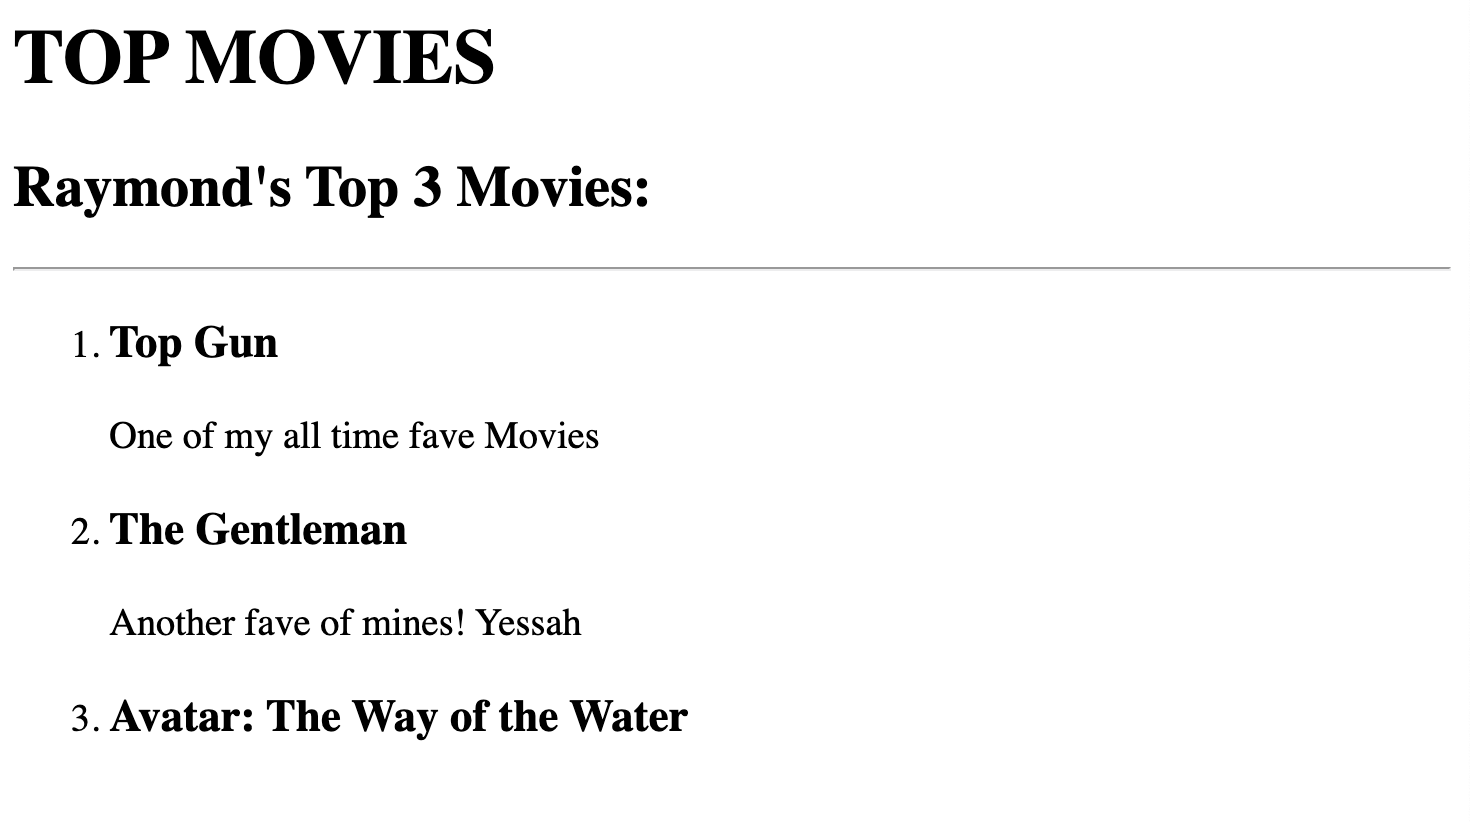 TOP MOVIES
Raymond's Top 3 Movies:
1. Top Gun
One of my all time fave Movies
2. The Gentleman
Another fave of mines! Yessah
3. Avatar: The Way of the Water